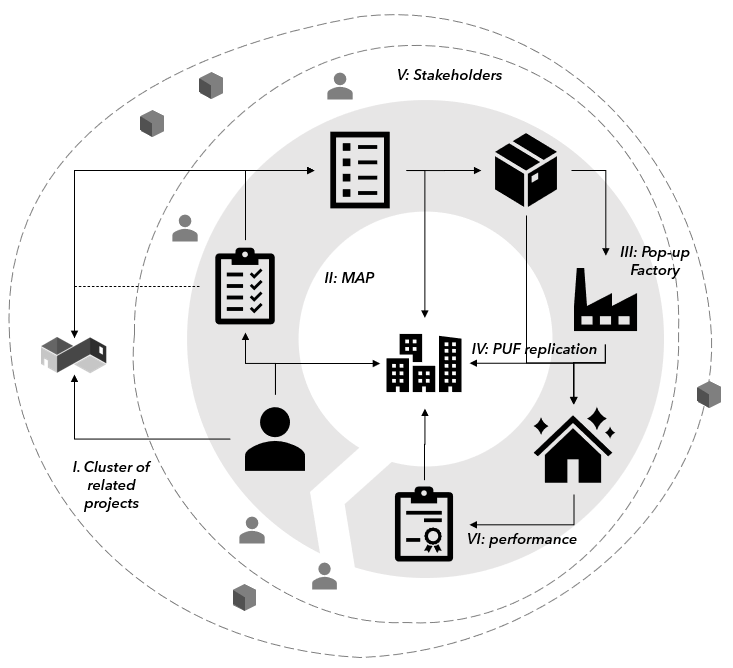 V: Stakeholders
III: Pop-up
Factory
II: MAP
IV: PUF replication
I. Cluster of
related
projects
VI: performance